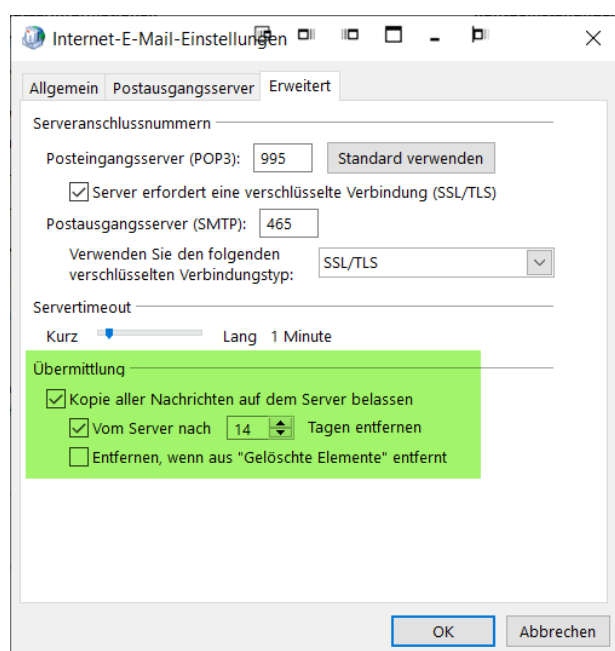 Internet-E-Mail-Einstellungen
Allgemein Postausgangsserver Erweitert
Serveranschlussnummern
Posteingangsserver (POP3): 995 Standard verwenden
Server erfordert eine verschlüsselte Verbindung (SSL/TLS)
Postausgangsserver (SMTP): 465
Verwenden Sie den folgenden
verschlüsselten Verbindungstyp: SSL/TLS
Servertimeout
Kurz Lang 1 Minute
Übermittlung
Kopie aller Nachrichten auf dem Server belassen
Vom Server nach 14 Tagen entfernen
Entfernen, wenn aus "Gelöschte Elemente" entfernt
OK Abbrechen